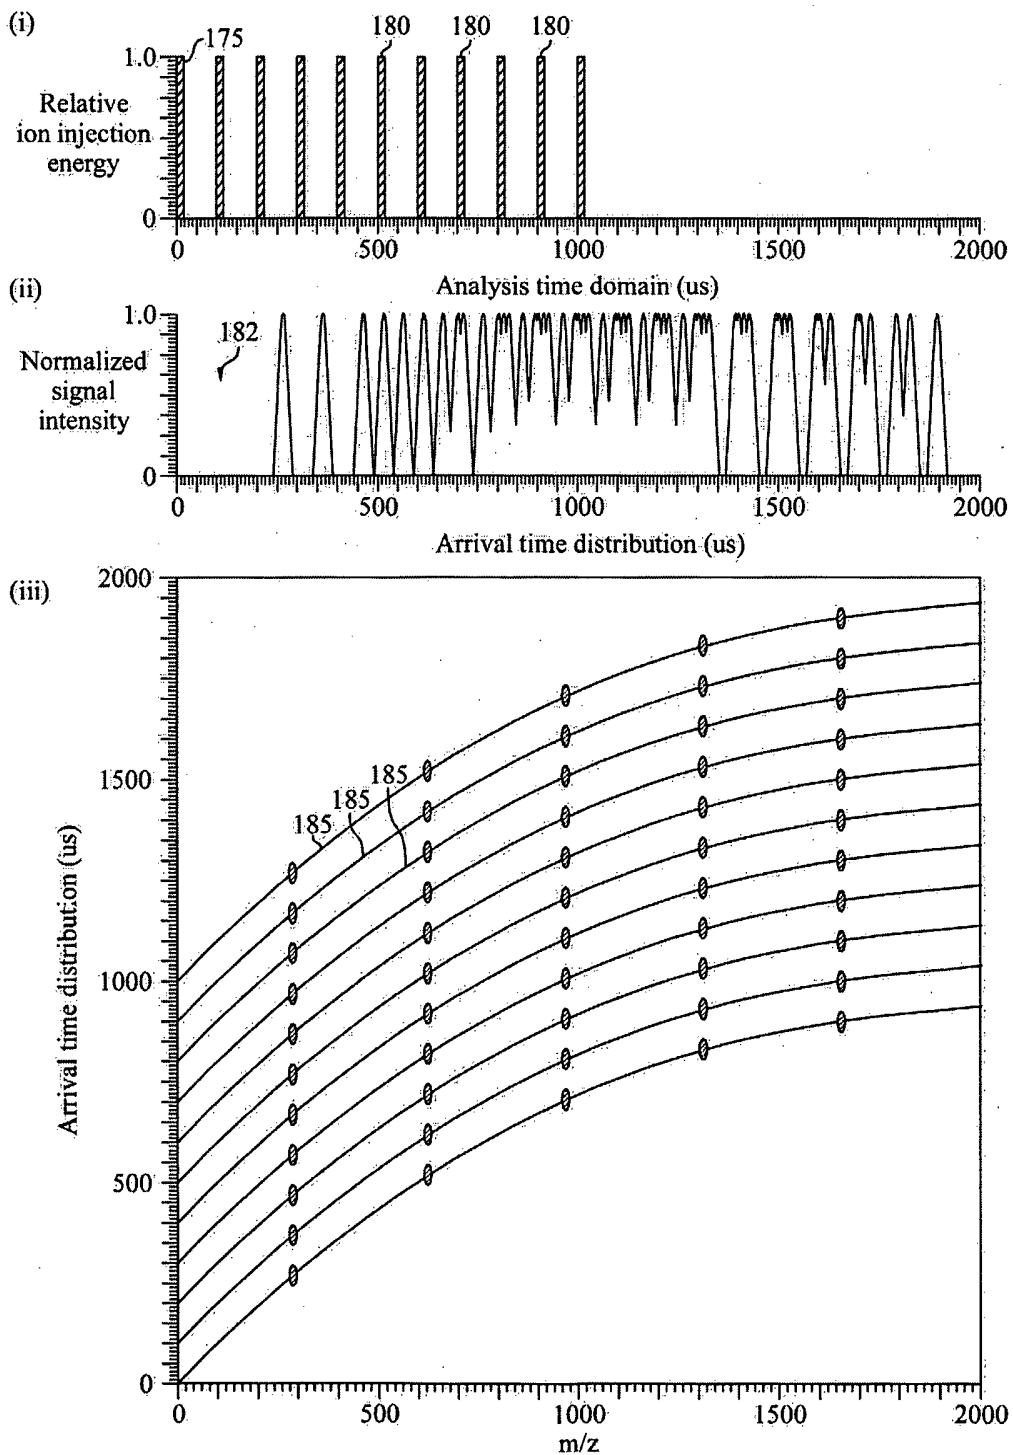 (i)
175
180
180
180
1.0
Relative
ion injection
energy
0
0
500
1000
1500
2000
Analysis time domain (us)
(ii)
1.0
182
Normalized
signal
intensity
0
0
500
1000
1500
2000
Arrival time distribution (us)
(iii)
2000
1500
185
185
185
Arrival time distribution (us)
1000
500
0
0
500
1000
1500
2000
m/z